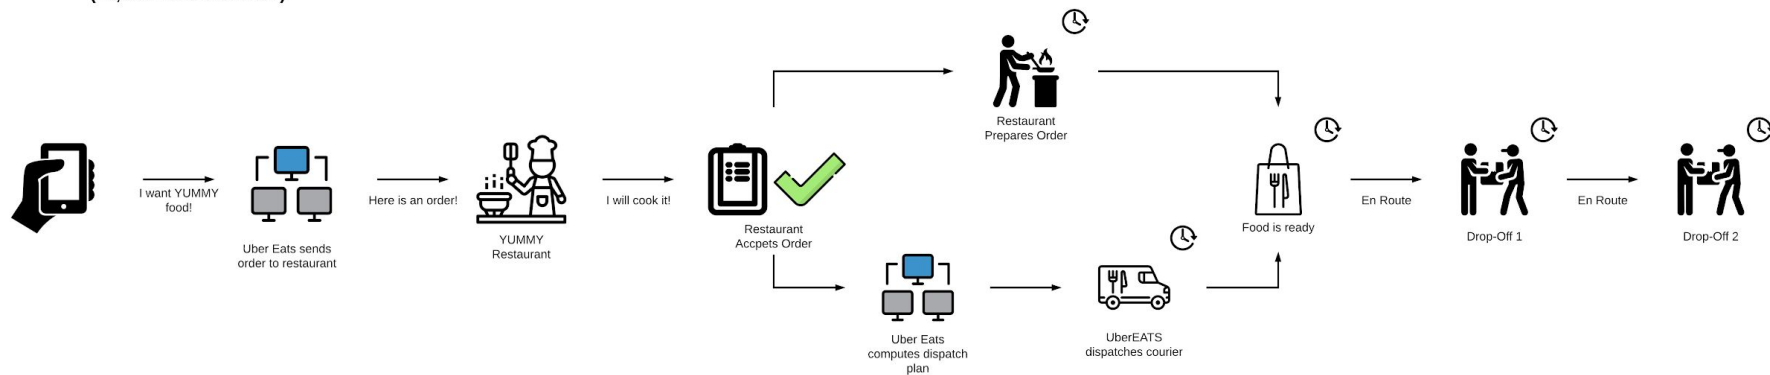 I want YUMMY
food!
Uber Eats sends
order to restaurant
Here is an order!
YUMMY
Restaurant
I will cook it!
Restaurant
Accpets Order
Restaurant
Prepares Order
Uber Eats
computes dispatch
plan
UberEATS
dispatches courier
Food is ready
En Route
Drop-Off 1
En Route
Drop-Off 2